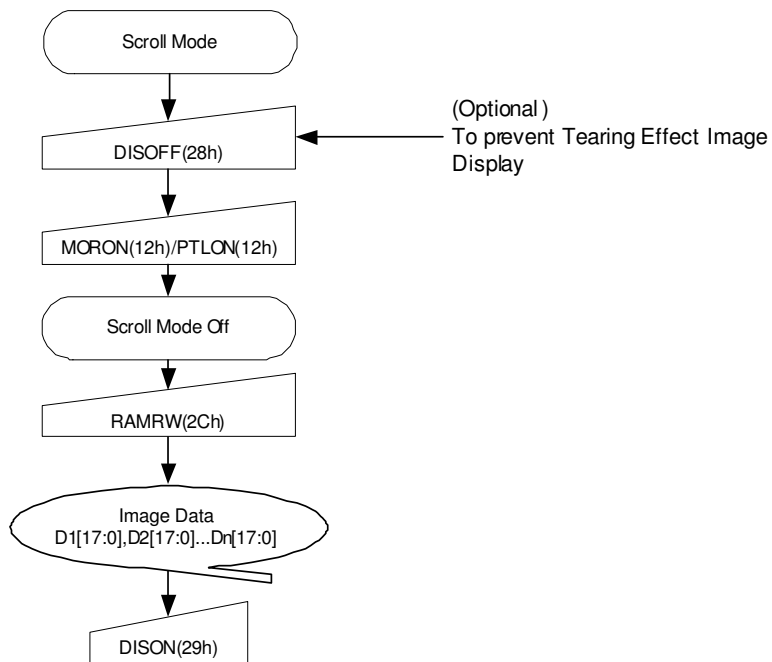 Scroll Mode
(Optional)
To prevent Tearing Effect Image
Display
DISOFF(28h)
MORON(12h)/PTLON(12h)
Scroll Mode Off
RAMRW(2Ch)
Image Data
D1[17:0],D2[17:0]...Dn[17:0]
DISON(29h)